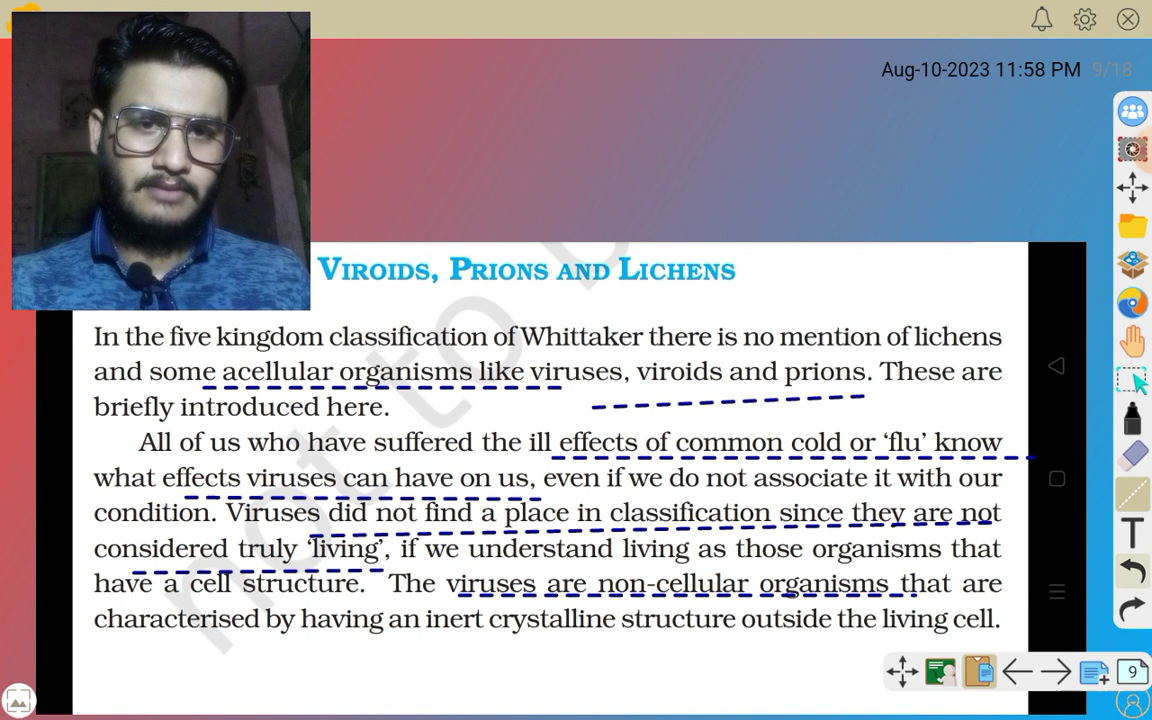 Aug-10-2023 11:58 PM 9/18
VIROIDS, PRIONS AND LICHENS
In the five kingdom classification of Whittaker there is no mention of lichens
and some acellular organisms like viruses, viroids and prions. These are
briefly introduced here.
All of us who have suffered the ill effects of common cold or ‘flu’ know
what effects viruses can have on us, even if we do not associate it with our
condition. Viruses did not find a place in classification since they are not
considered truly ‘living’, if we understand living as those organisms that
have a cell structure. The viruses are non-cellular organisms that are
characterised by having an inert crystalline structure outside the living cell.
not to
T
9